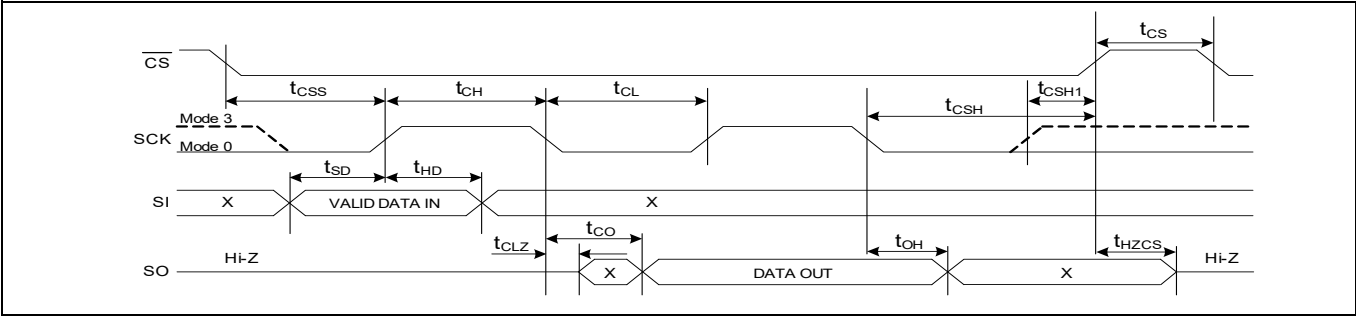 tCS
CS
tCSS
tCH
tCL
tCSH1
tCSH
Mode 3
SCK
Mode 0
tSD
tHD
SI
X
VALID DATA IN
X
tCO
tCLZ
tOH
tHZCS
Hi-Z
Hi-Z
SO
X
DATA OUT
X